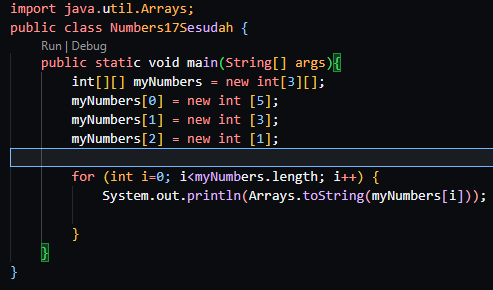 import java.util.Arrays;
public class Numbers17Sesudah {
Run | Debug
public static void main(String[] args){
int[][] myNumbers = new int[3][];
myNumbers[0] = new int [5];
myNumbers[1] = new int [3];
myNumbers[2] = new int [1];
for (int i=0; i<myNumbers.length; i++) {
System.out.println(Arrays.toString(myNumbers[i]));
}
}
}